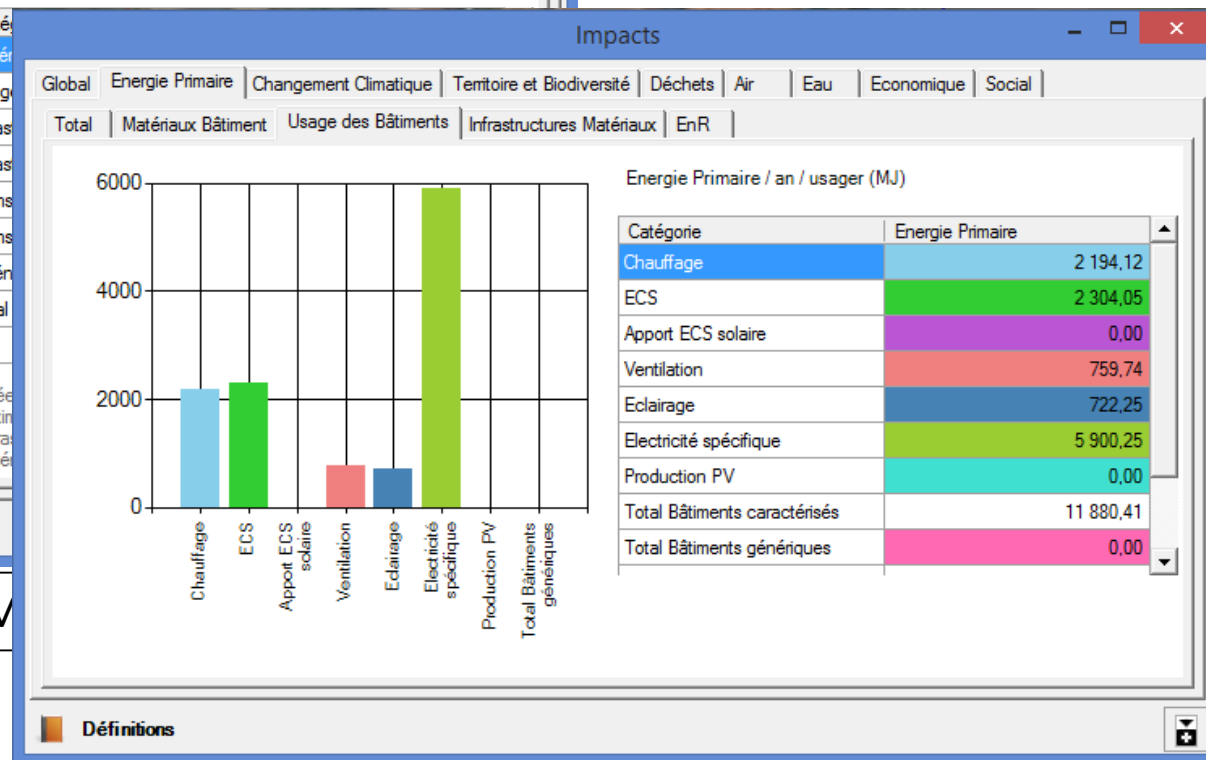 Impacts
Global Energie Primaire Changement Climatique Territoire et Biodiversité Déchets Air Eau Economique Social
Total Matériaux Bâtiment Usage des Bâtiments Infrastructures Matériaux EnR
6000
4000
2000
0
Chauffage
ECS
Apport ECS
solaire
Ventilation
Eclairage
Electricité
spécifique
Production PV
Total Bâtiments
génériques
Energie Primaire / an / usager (MJ)
Catégorie Energie Primaire
Chauffage 2 194,12
ECS 2 304,05
Apport ECS solaire 0,00
Ventilation 759,74
Eclairage 722,25
Electricité spécifique 5 900,25
Production PV 0,00
Total Bâtiments caractérisés 11 880,41
Total Bâtiments génériques 0,00
Définitions